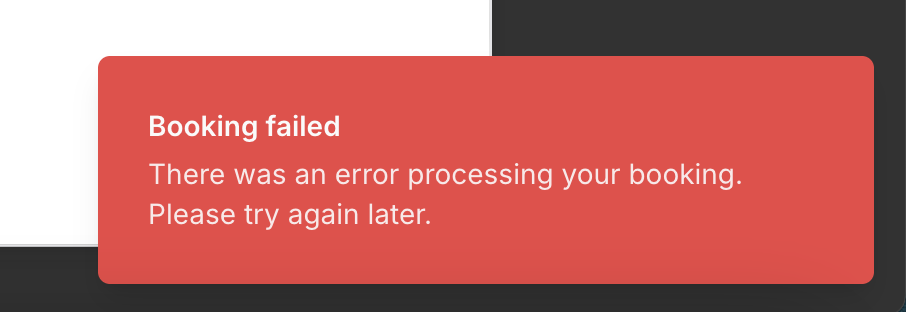 Booking failed
There was an error processing your booking.
Please try again later.